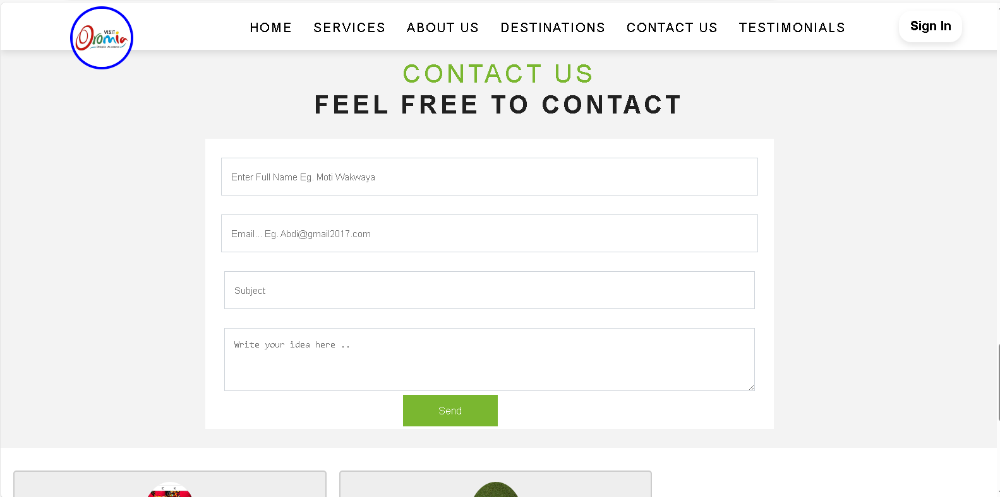 VISIT
Oromia
HOME SERVICES ABOUT US DESTINATIONS CONTACT US TESTIMONIALS Sign In
CONTACT US
FEEL FREE TO CONTACT
Enter Full Name Eg. Moti Wakwaya
Email... Eg. Abdi@gmail2017.com
Subject
Write your idea here ..
Send